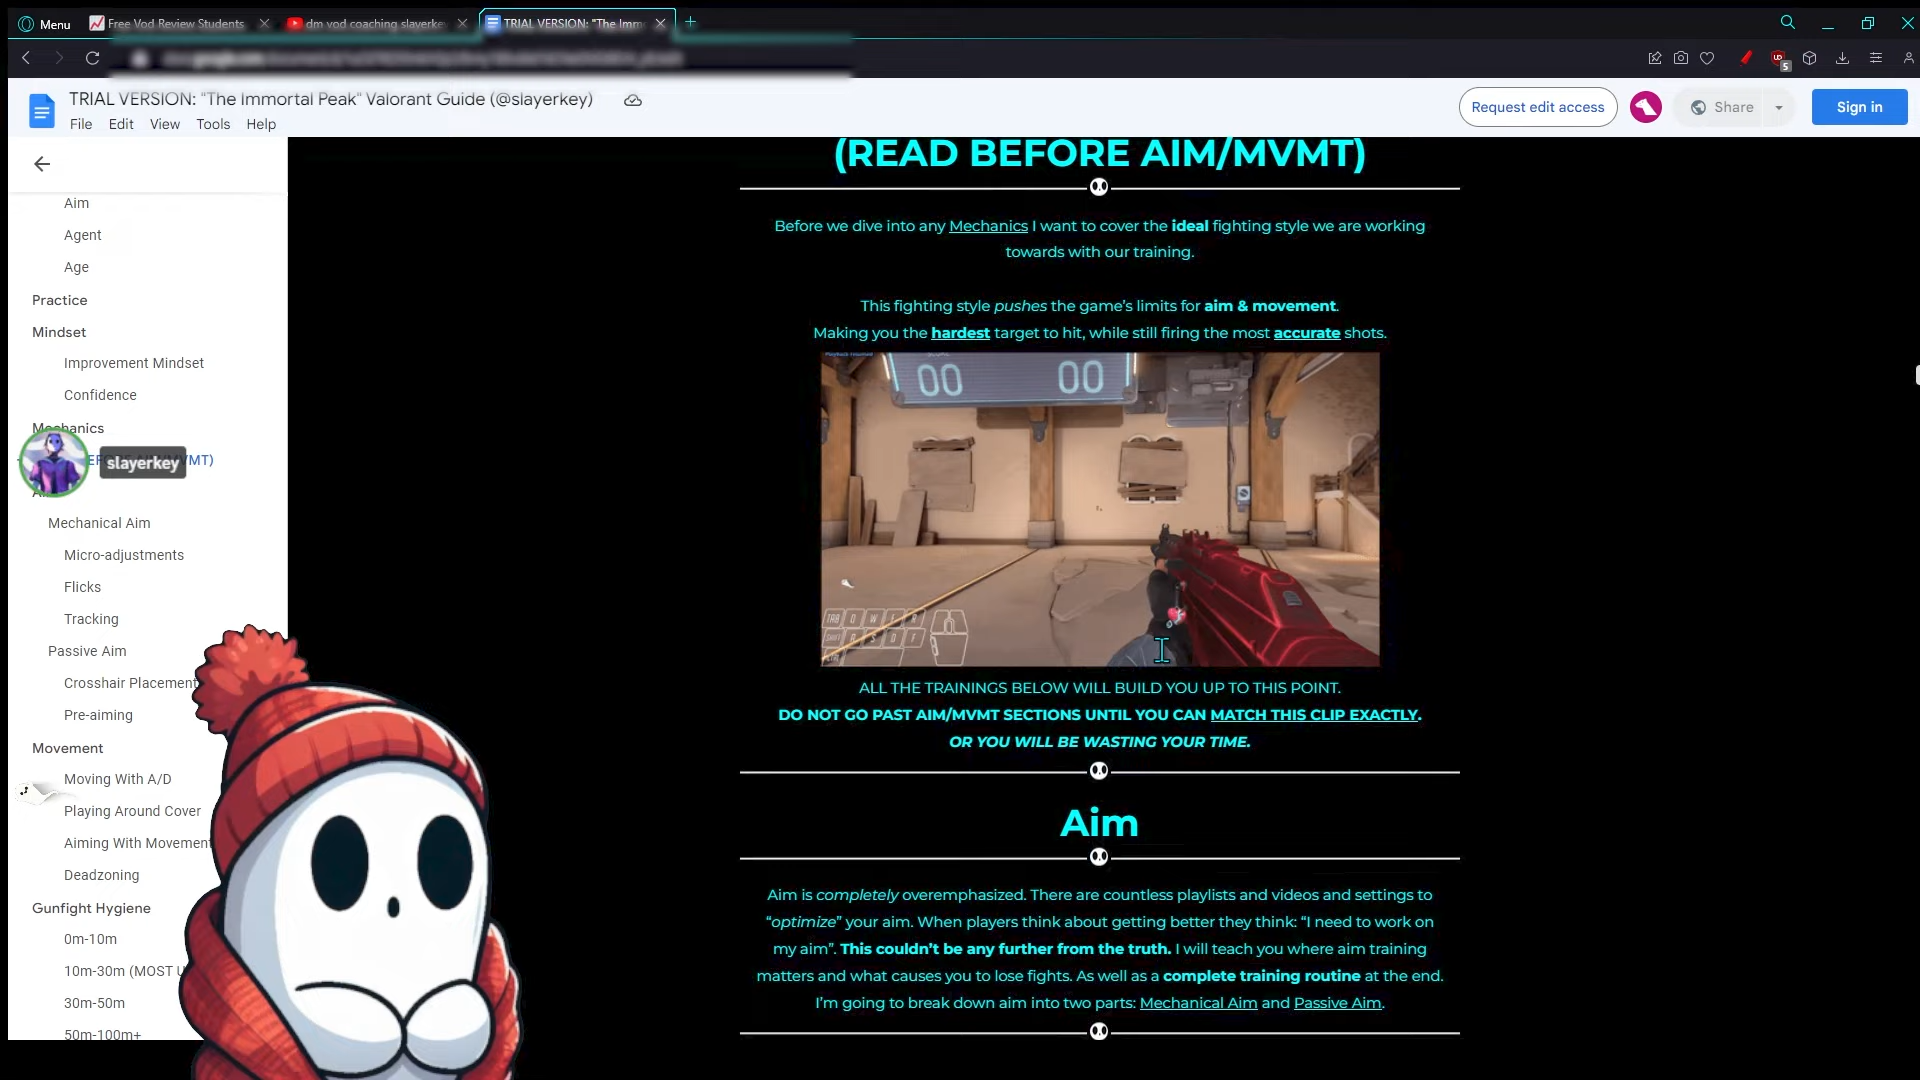 Menu
Free Vod Review Students
dm vod coaching slayerke
TRIAL VERSION: "The Imm
TRIAL VERSION: "The Immortal Peak" Valorant Guide (@slayerkey)
File Edit View Tools Help
Request edit access
Share
Sign in
5
Aim
Agent
Age
Practice
Mindset
Improvement Mindset
Confidence
Mechanics
slayerkey
MVMT)
Mechanical Aim
Micro-adjustments
Flicks
Tracking
Passive Aim
Crosshair Placement
Pre-aiming
Movement
Moving With A/D
Playing Around Cover
Aiming With Movement
Deadzoning
Gunfight Hygiene
0m-10m
10m-30m (MOST U
30m-50m
50m-100m+
(READ BEFORE AIM/MVMT)
Before we dive into any Mechanics I want to cover the ideal fighting style we are working
towards with our training.
This fighting style pushes the game's limits for aim & movement.
Making you the hardest target to hit, while still firing the most accurate shots.
00 00
ALL THE TRAININGS BELOW WILL BUILD YOU UP TO THIS POINT.
DO NOT GO PAST AIM/MVMT SECTIONS UNTIL YOU CAN MATCH THIS CLIP EXACTLY.
OR YOU WILL BE WASTING YOUR TIME.
Aim
Aim is completely overemphasized. There are countless playlists and videos and settings to
"optimize" your aim. When players think about getting better they think: "I need to work on
my aim". This couldn't be any further from the truth. I will teach you where aim training
matters and what causes you to lose fights. As well as a complete training routine at the end.
I'm going to break down aim into two parts: Mechanical Aim and Passive Aim.